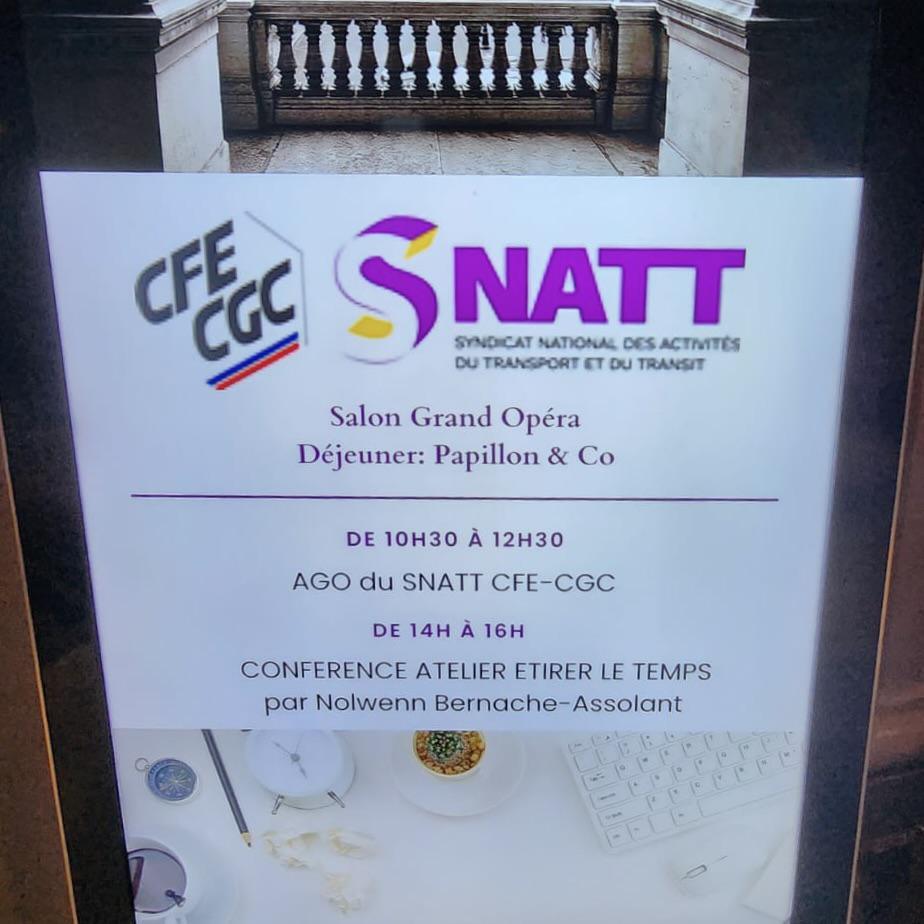 CFE
CGC
SNATT
SYNDICAT NATIONAL DES ACTIVITÉS
DU TRANSPORT ET DU TRANSIT
Salon Grand Opéra
Déjeuner: Papillon & Co
DE 10H30 À 12H30
AGO du SNATT CFE-CGC
DE 14H À 16H
CONFERENCE ATELIER ETIRER LE TEMPS
par Nolwenn Bernache-Assolant